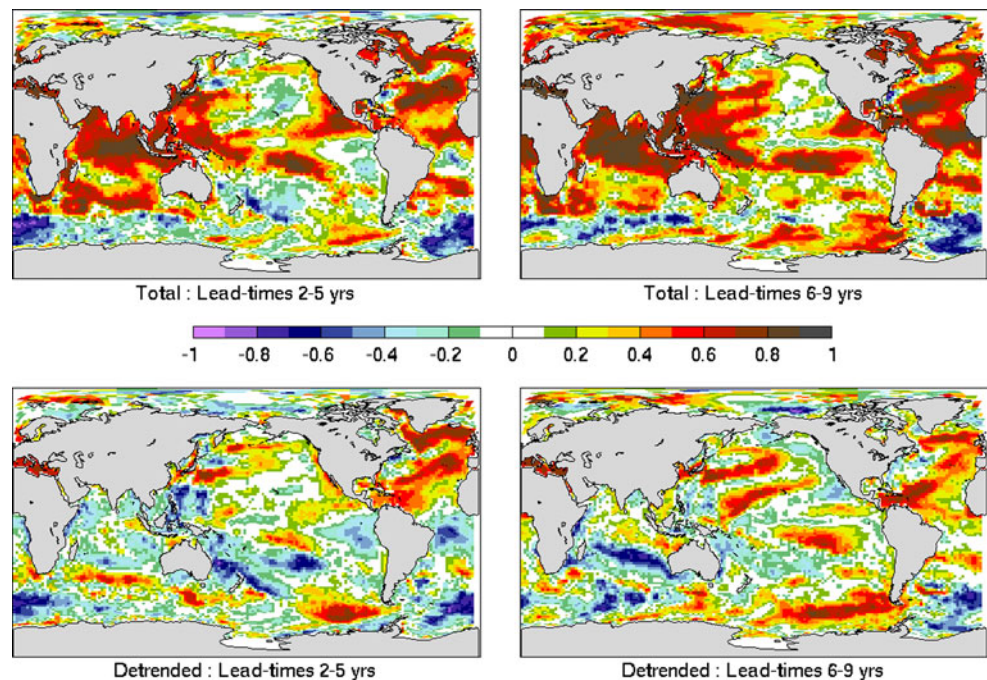 Total : Lead-times 2-5 yrs
Total : Lead-times 6-9 yrs
-1 -0.8 -0.6 -0.4 -0.2 0 0.2 0.4 0.6 0.8 1
Detrended : Lead-times 2-5 yrs
Detrended : Lead-times 6-9 yrs